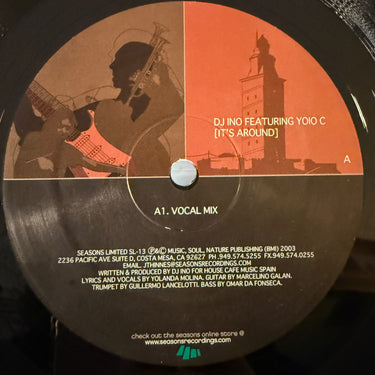 DJ INO FEATURING YOIO C
[IT'S AROUND]
A
A1. VOCAL MIX
SEASONS LIMITED SL-13 ℗&© MUSIC, SOUL, NATURE PUBLISHING (BMI) 2003
2236 PACIFIC AVE SUITE D, COSTA MESA, CA 92627 PH.949.574.5255 FX.949.574.0255
EMAIL. JTHINNES@SEASONSRECORDINGS.COM
WRITTEN & PRODUCED BY DJ INO FOR HOUSE CAFE MUSIC SPAIN
LYRICS AND VOCALS BY YOLANDA MOLINA. GUITAR BY MARCELINO GALAN.
TRUMPET BY GUILLERMO LANCELOTTI. BASS BY OMAR DA FONSECA.
check out the seasons online store @
www.seasonsrecordings.com